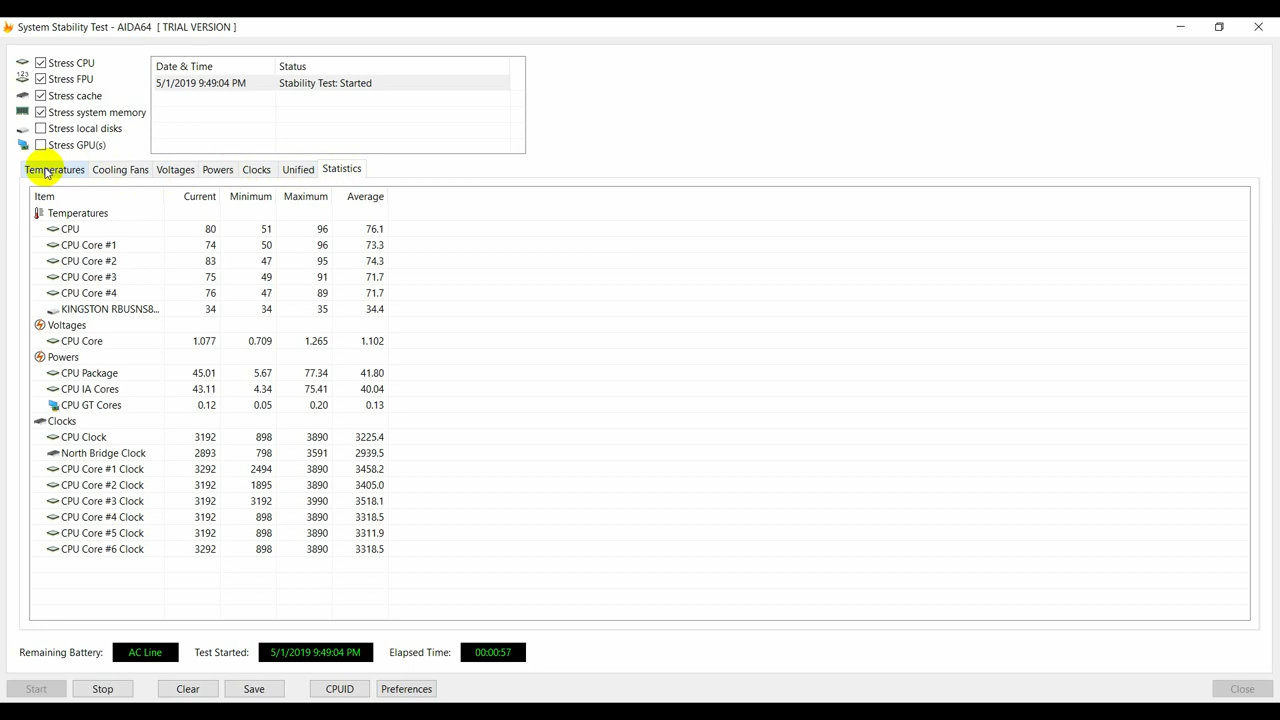 System Stability Test - AIDA64 [ TRIAL VERSION ]
Stress CPU
Stress FPU
Stress cache
Stress system memory
Stress local disks
Stress GPU(s)
Date & Time Status
5/1/2019 9:49:04 PM Stability Test: Started
Temperatures Cooling Fans Voltages Powers Clocks Unified Statistics
Item Current Minimum Maximum Average
Temperatures
CPU 80 51 96 76.1
CPU Core #1 74 50 96 73.3
CPU Core #2 83 47 95 74.3
CPU Core #3 75 49 91 71.7
CPU Core #4 76 47 89 71.7
KINGSTON RBUSNS8... 34 34 35 34.4
Voltages
CPU Core 1.077 0.709 1.265 1.102
Powers
CPU Package 45.01 5.67 77.34 41.80
CPU IA Cores 43.11 4.34 75.41 40.04
CPU GT Cores 0.12 0.05 0.20 0.13
Clocks
CPU Clock 3192 898 3890 3225.4
North Bridge Clock 2893 798 3591 2939.5
CPU Core #1 Clock 3292 2494 3890 3458.2
CPU Core #2 Clock 3192 1895 3890 3405.0
CPU Core #3 Clock 3192 3192 3990 3518.1
CPU Core #4 Clock 3192 898 3890 3318.5
CPU Core #5 Clock 3192 898 3890 3311.9
CPU Core #6 Clock 3292 898 3890 3318.5
Remaining Battery: AC Line Test Started: 5/1/2019 9:49:04 PM Elapsed Time: 00:00:57
Start Stop Clear Save CPUID Preferences Close